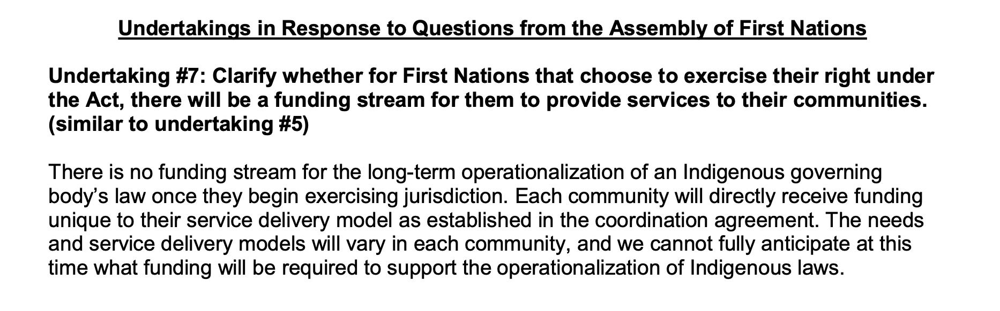 Undertakings in Response to Questions from the Assembly of First Nations
Undertaking #7: Clarify whether for First Nations that choose to exercise their right under
the Act, there will be a funding stream for them to provide services to their communities.
(similar to undertaking #5)
There is no funding stream for the long-term operationalization of an Indigenous governing
body’s law once they begin exercising jurisdiction. Each community will directly receive funding
unique to their service delivery model as established in the coordination agreement. The needs
and service delivery models will vary in each community, and we cannot fully anticipate at this
time what funding will be required to support the operationalization of Indigenous laws.